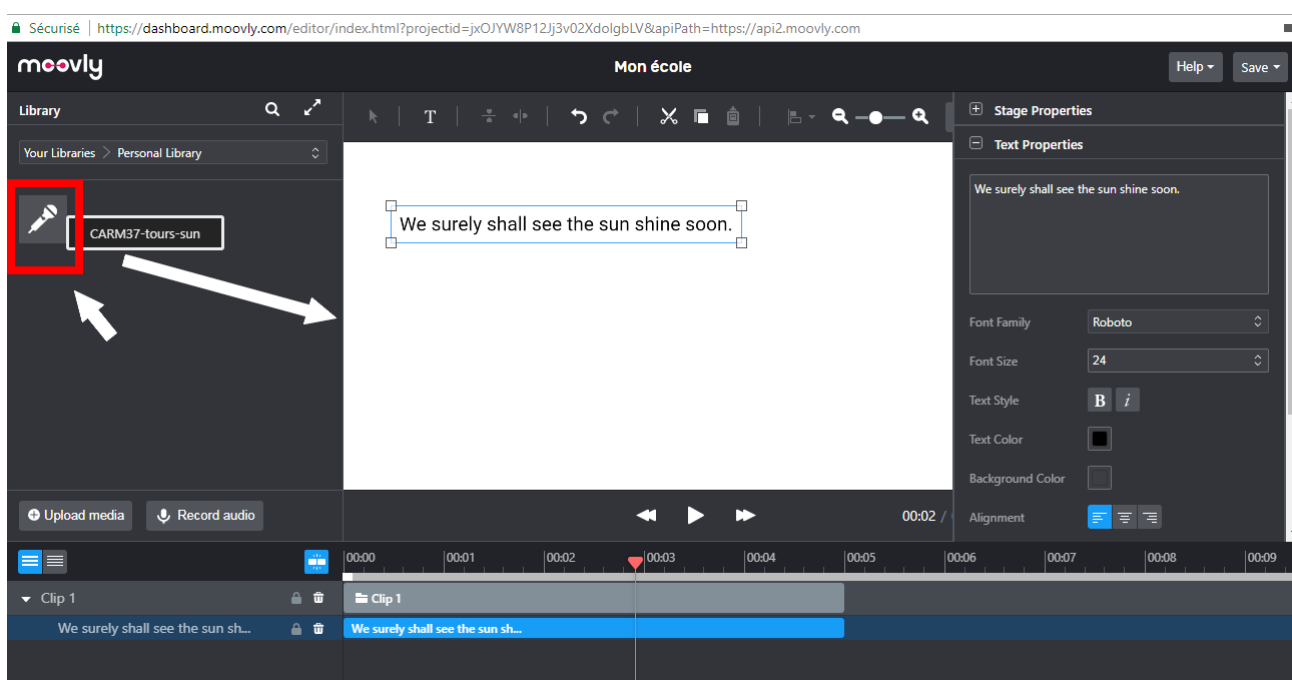 Sécurisé | https://dashboard.moovly.com/editor/index.html?projectid=jxOJYW8P12Jj3v02XdolgbLV&apiPath=https://api2.moovly.com
moovly
Mon école
Help
Save
Library
T
Stage Properties
Your Libraries > Personal Library
Text Properties
We surely shall see the sun shine soon.
CARM37-tours-sun
We surely shall see the sun shine soon.
Font Family
Roboto
Font Size
24
Text Style
B i
Text Color
Background Color
Upload media
Record audio
00:02 /
Alignment
00:00 00:01 00:02 00:03 00:04 00:05 00:06 00:07 00:08 00:09
Clip 1
Clip 1
We surely shall see the sun sh...
We surely shall see the sun sh...